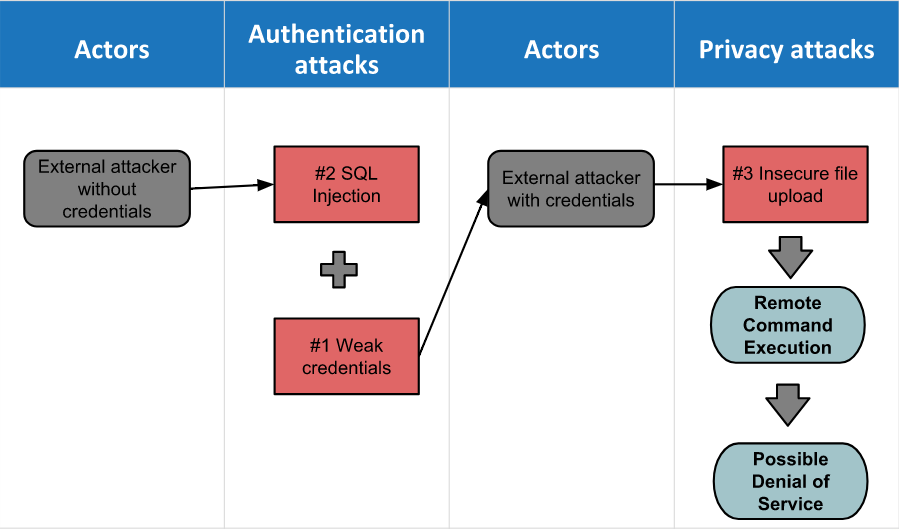 Actors
Authentication
attacks
Actors
Privacy attacks
External attacker
without
credentials
#2 SQL
Injection
External attacker
with credentials
#3 Insecure file
upload
#1 Weak
credentials
Remote
Command
Execution
Possible
Denial of
Service